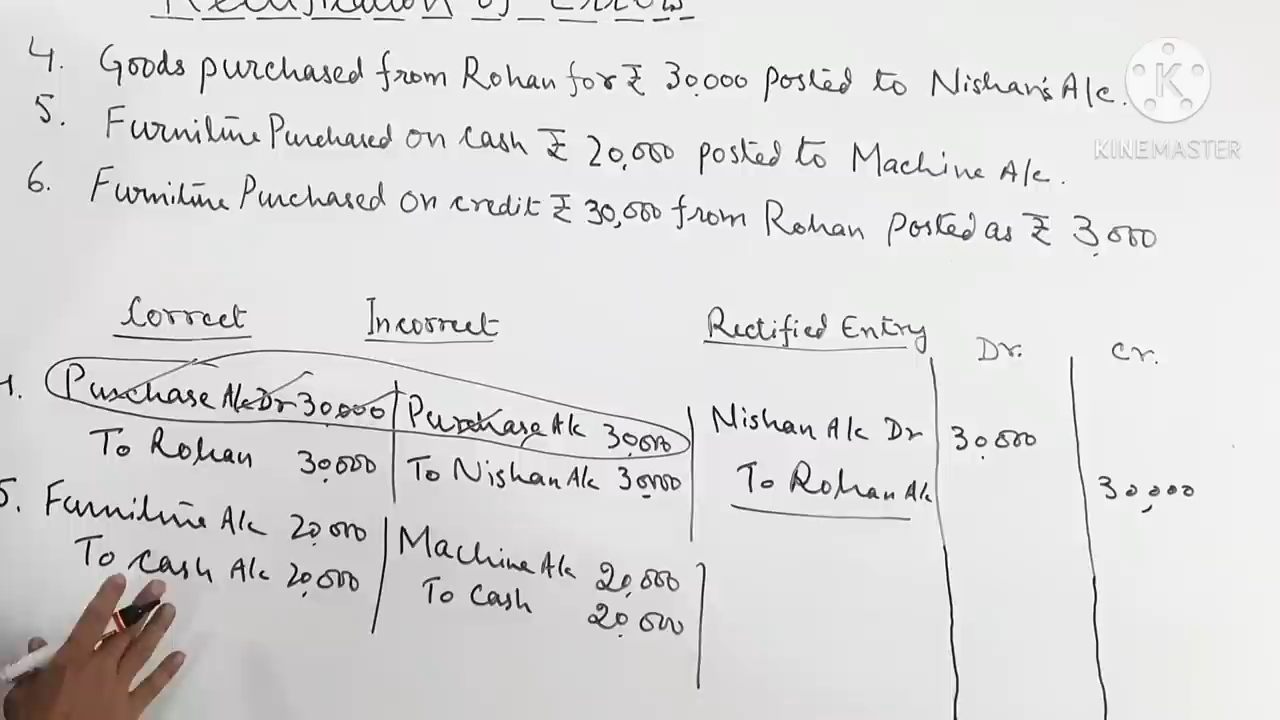 Rectification of Errors
4. Goods purchased from Rohan for ₹ 30,000 posted to Nishan's A/c.
5. Furniture Purchased on cash ₹ 20,000 posted to Machine A/c.
6. Furniture Purchased on credit ₹ 30,000 from Rohan posted as ₹ 3,000
K
KINEMASTER
Correct Incorrect Rectified Entry Dr. Cr.
4. Purchase A/c Dr 30,000 Purchase A/c 30,000 Nishan A/c Dr 30,000
To Rohan 30,000 To Nishan A/c 30,000 To Rohan A/c 30,000
5. Furniture A/c 20,000 Machine A/c 20,000
To Cash A/c 20,000 To Cash 20,000